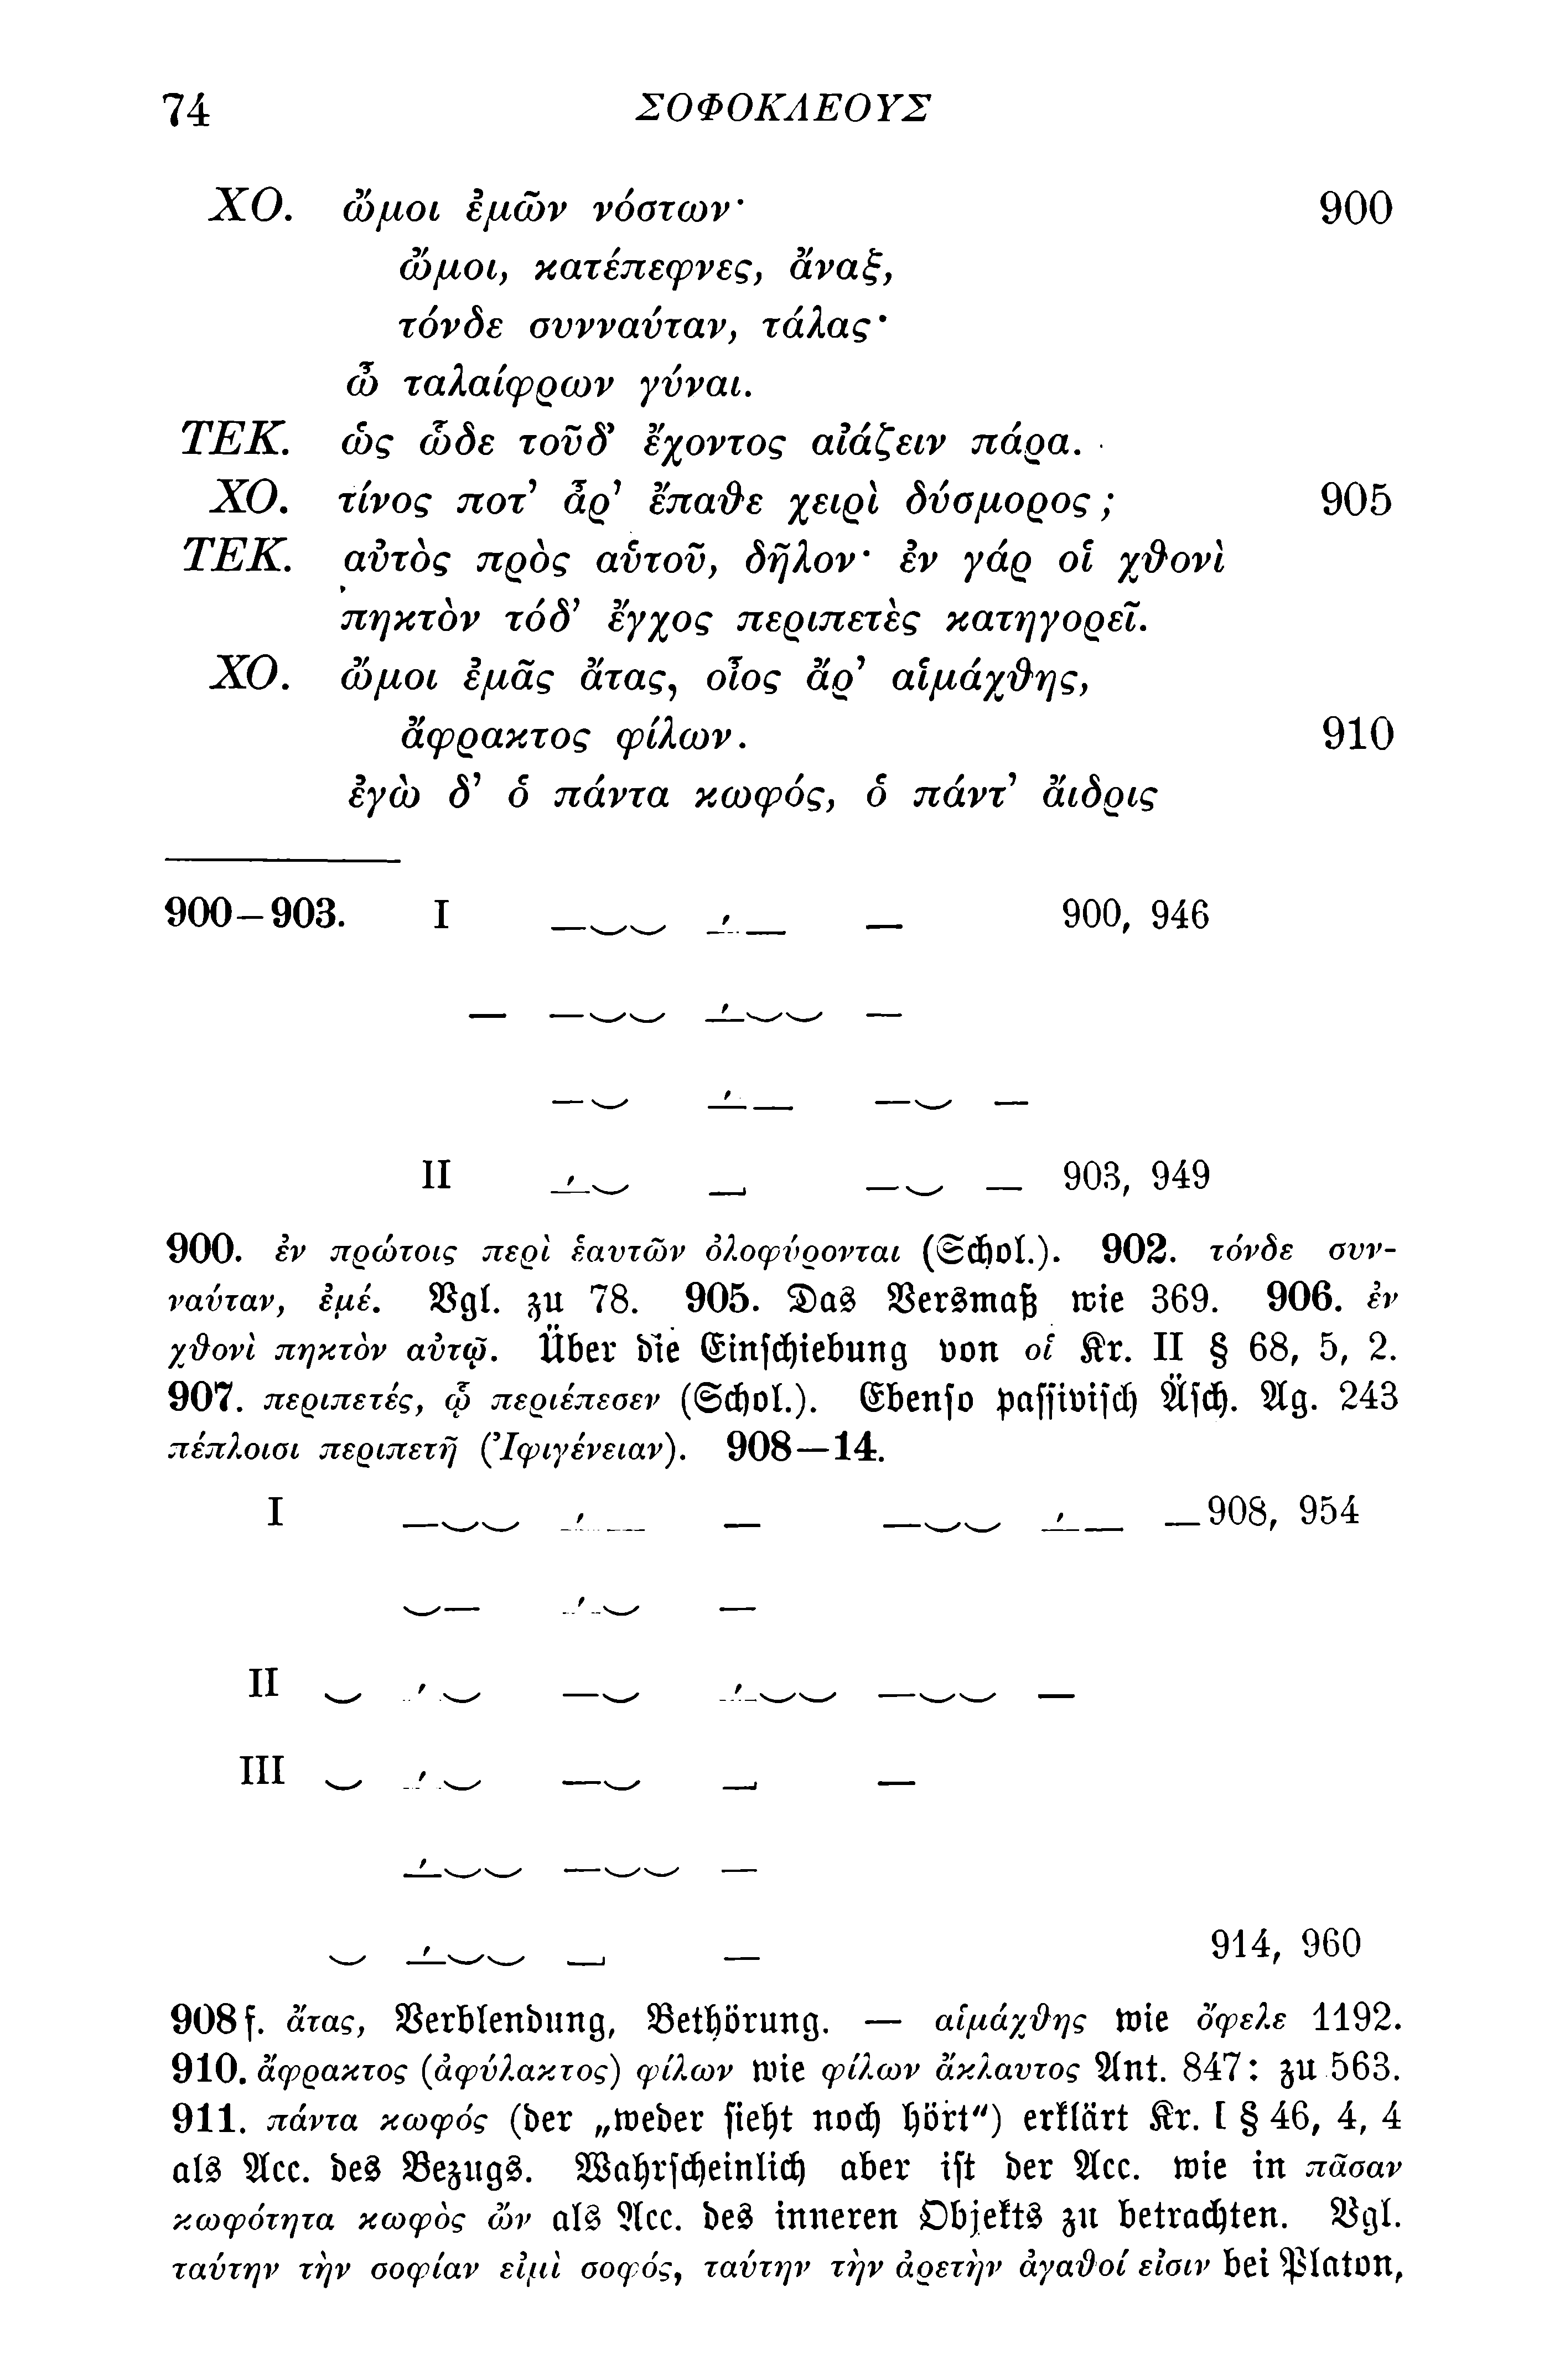 74 ΣΟΦΟΚΛΕΟΥΣ
ΧΟ. ὤμοι ἐμῶν νόστων· 900
ὤμοι, κατέπεφνες, ἄναξ,
τόνδε συνναύταν, τάλας·
ὦ ταλαίφρων γύναι.
ΤΕΚ. ὡς ὧδε τοῦδ’ ἔχοντος αἰάζειν πάρα.
ΧΟ. τίνος ποτ’ ἆρ’ ἔπαθε χειρὶ δύσμορος; 905
ΤΕΚ. αὐτὸς πρὸς αὑτοῦ, δῆλον· ἐν γάρ οἱ χθονὶ
πηκτὸν τόδ’ ἔγχος περιπετὲς κατηγορεῖ.
ΧΟ. ὤμοι ἐμᾶς ἄτας, οἷος ἄρ’ αἱμάχθης,
ἄφρακτος φίλων. 910
ἐγὼ δ’ ὁ πάντα κωφός, ὁ πάντ’ ἄιδρις
900–903. I 900, 946
II 903, 949
900. ἐν πρώτοις περὶ ἑαυτῶν ὀλοφύρονται (Schol.). 902. τόνδε συν-
ναύταν, ἐμέ. Vgl. zu 78. 905. Das Versmaß wie 369. 906. ἐν
χθονὶ πηκτὸν αὐτῷ. Über die Einschiebung von οἱ Kr. II § 68, 5, 2.
907. περιπετές, ᾧ περιέπεσεν (Schol.). Ebenso passivisch Äsch. Ag. 243
πέπλοισι περιπετῆ (Ἰφιγένειαν). 908–14.
I 908, 954
II
III
914, 960
908 f. ἄτας, Verblendung, Bethörung. — αἱμάχθης wie ὄφελε 1192.
910. ἄφρακτος (ἀφύλακτος) φίλων wie φίλων ἄκλαυτος Ant. 847: zu 563.
911. πάντα κωφός (der „weder sieht noch hört") erklärt Kr. I § 46, 4, 4
als Acc. des Bezugs. Wahrscheinlich aber ist der Acc. wie in πᾶσαν
κωφότητα κωφὸς ὤν als Acc. des inneren Objekts zu betrachten. Vgl.
ταύτην τὴν σοφίαν εἰμὶ σοφός, ταύτην τὴν ἀρετὴν ἀγαθοί εἰσιν bei Platon,